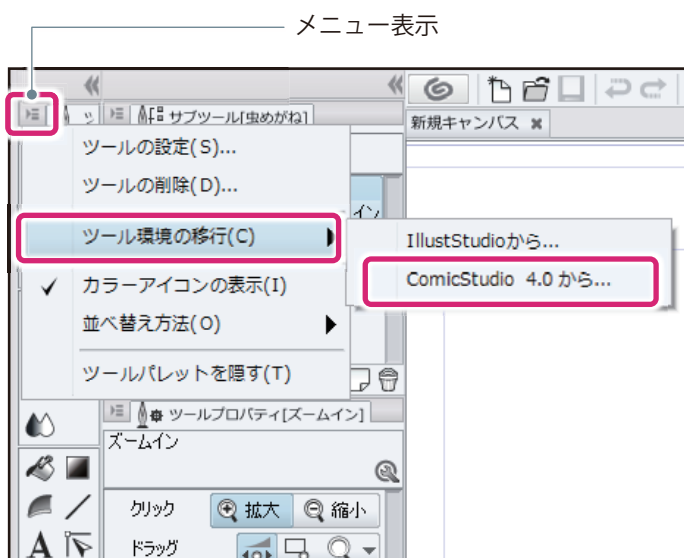 メニュー表示
サブツール[虫めがね]
新規キャンバス
ツールの設定(S)...
ツールの削除(D)...
ツール環境の移行(C)
IllustStudioから...
ComicStudio 4.0 から...
カラーアイコンの表示(I)
並べ替え方法(O)
ツールパレットを隠す(T)
ツールプロパティ[ズームイン]
ズームイン
クリック 拡大 縮小
A ドラッグ